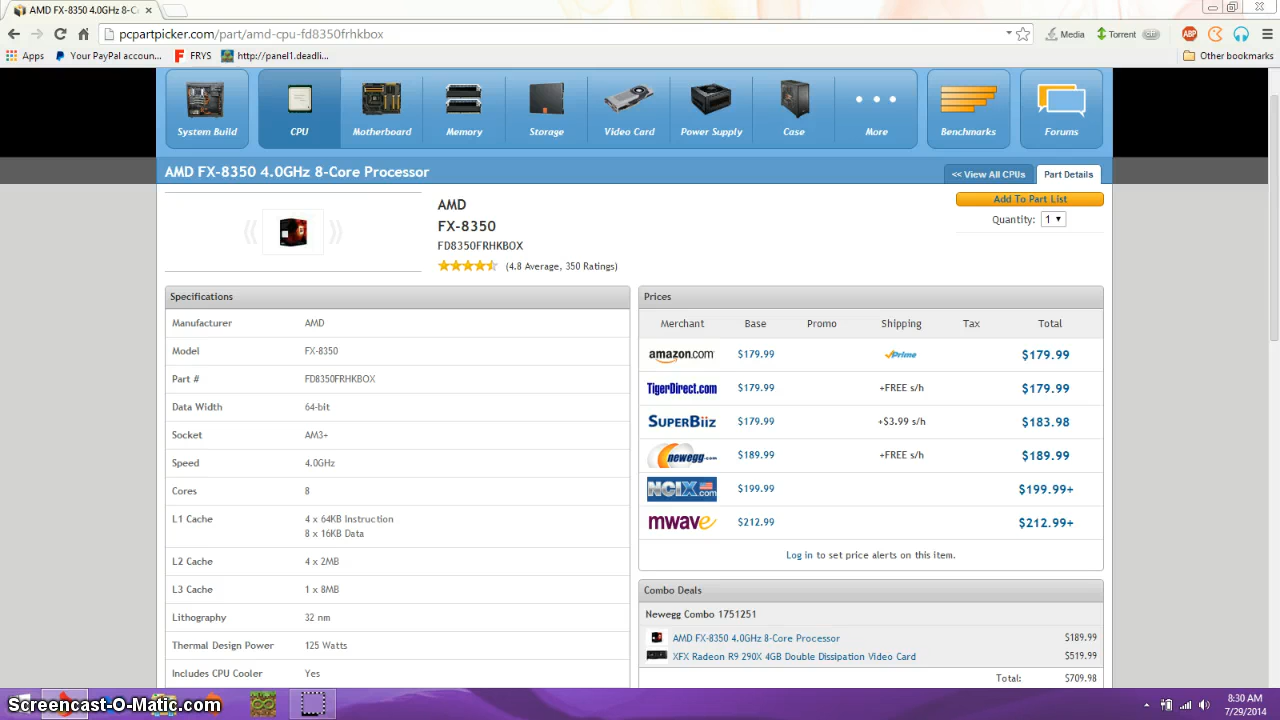 AMD FX-8350 4.0GHz 8-C
pcpartpicker.com/part/amd-cpu-fd8350frhkbox
Media
Torrent
Off
ABP
Apps
Your PayPal accoun...
FRYS
http://panel1.deadli...
Other bookmarks
System Build
CPU
Motherboard
Memory
Storage
Video Card
Power Supply
Case
More
Benchmarks
Forums
AMD FX-8350 4.0GHz 8-Core Processor
<< View All CPUs
Part Details
AMD
FX-8350
FD8350FRHKBOX
(4.8 Average, 350 Ratings)
Add To Part List
Quantity: 1
Specifications
Manufacturer AMD
Model FX-8350
Part # FD8350FRHKBOX
Data Width 64-bit
Socket AM3+
Speed 4.0GHz
Cores 8
L1 Cache 4 x 64KB Instruction
8 x 16KB Data
L2 Cache 4 x 2MB
L3 Cache 1 x 8MB
Lithography 32 nm
Thermal Design Power 125 Watts
Includes CPU Cooler Yes
Prices
Merchant Base Promo Shipping Tax Total
amazon.com $179.99 Prime $179.99
TigerDirect.com $179.99 +FREE s/h $179.99
SUPERBiiZ $179.99 +$3.99 s/h $183.98
newegg.com $189.99 +FREE s/h $189.99
NCIX.com $199.99 $199.99+
mwave $212.99 $212.99+
Log in to set price alerts on this item.
Combo Deals
Newegg Combo 1751251
AMD FX-8350 4.0GHz 8-Core Processor $189.99
XFX Radeon R9 290X 4GB Double Dissipation Video Card $519.99
Total: $709.98
Screencast-O-Matic.com
8:30 AM
7/29/2014